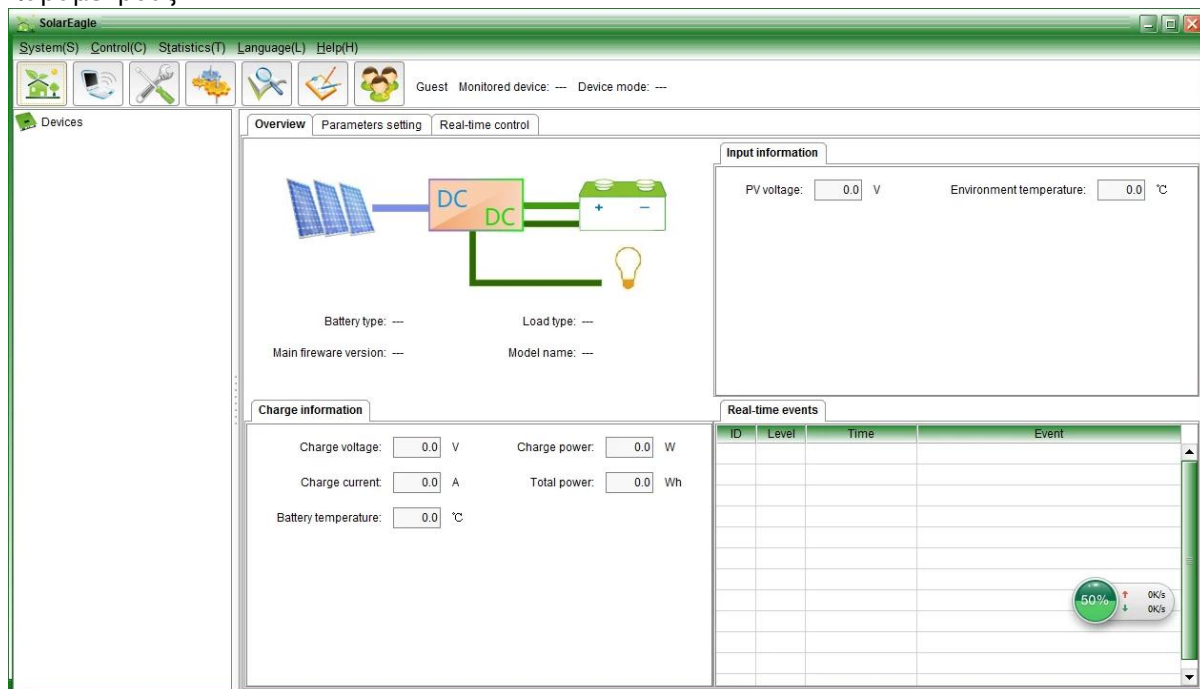 SolarEagle
System(S) Control(C) Statistics(T) Language(L) Help(H)
Guest Monitored device: --- Device mode: ---
Devices
Overview Parameters setting Real-time control
DC
DC
+ −
Battery type: --- Load type: ---
Main fireware version: --- Model name: ---
Input information
PV voltage: 0.0 V Environment temperature: 0.0 ℃
Charge information
Charge voltage: 0.0 V Charge power: 0.0 W
Charge current: 0.0 A Total power: 0.0 Wh
Battery temperature: 0.0 ℃
Real-time events
ID Level Time Event
50% ↑ 0K/s
↓ 0K/s